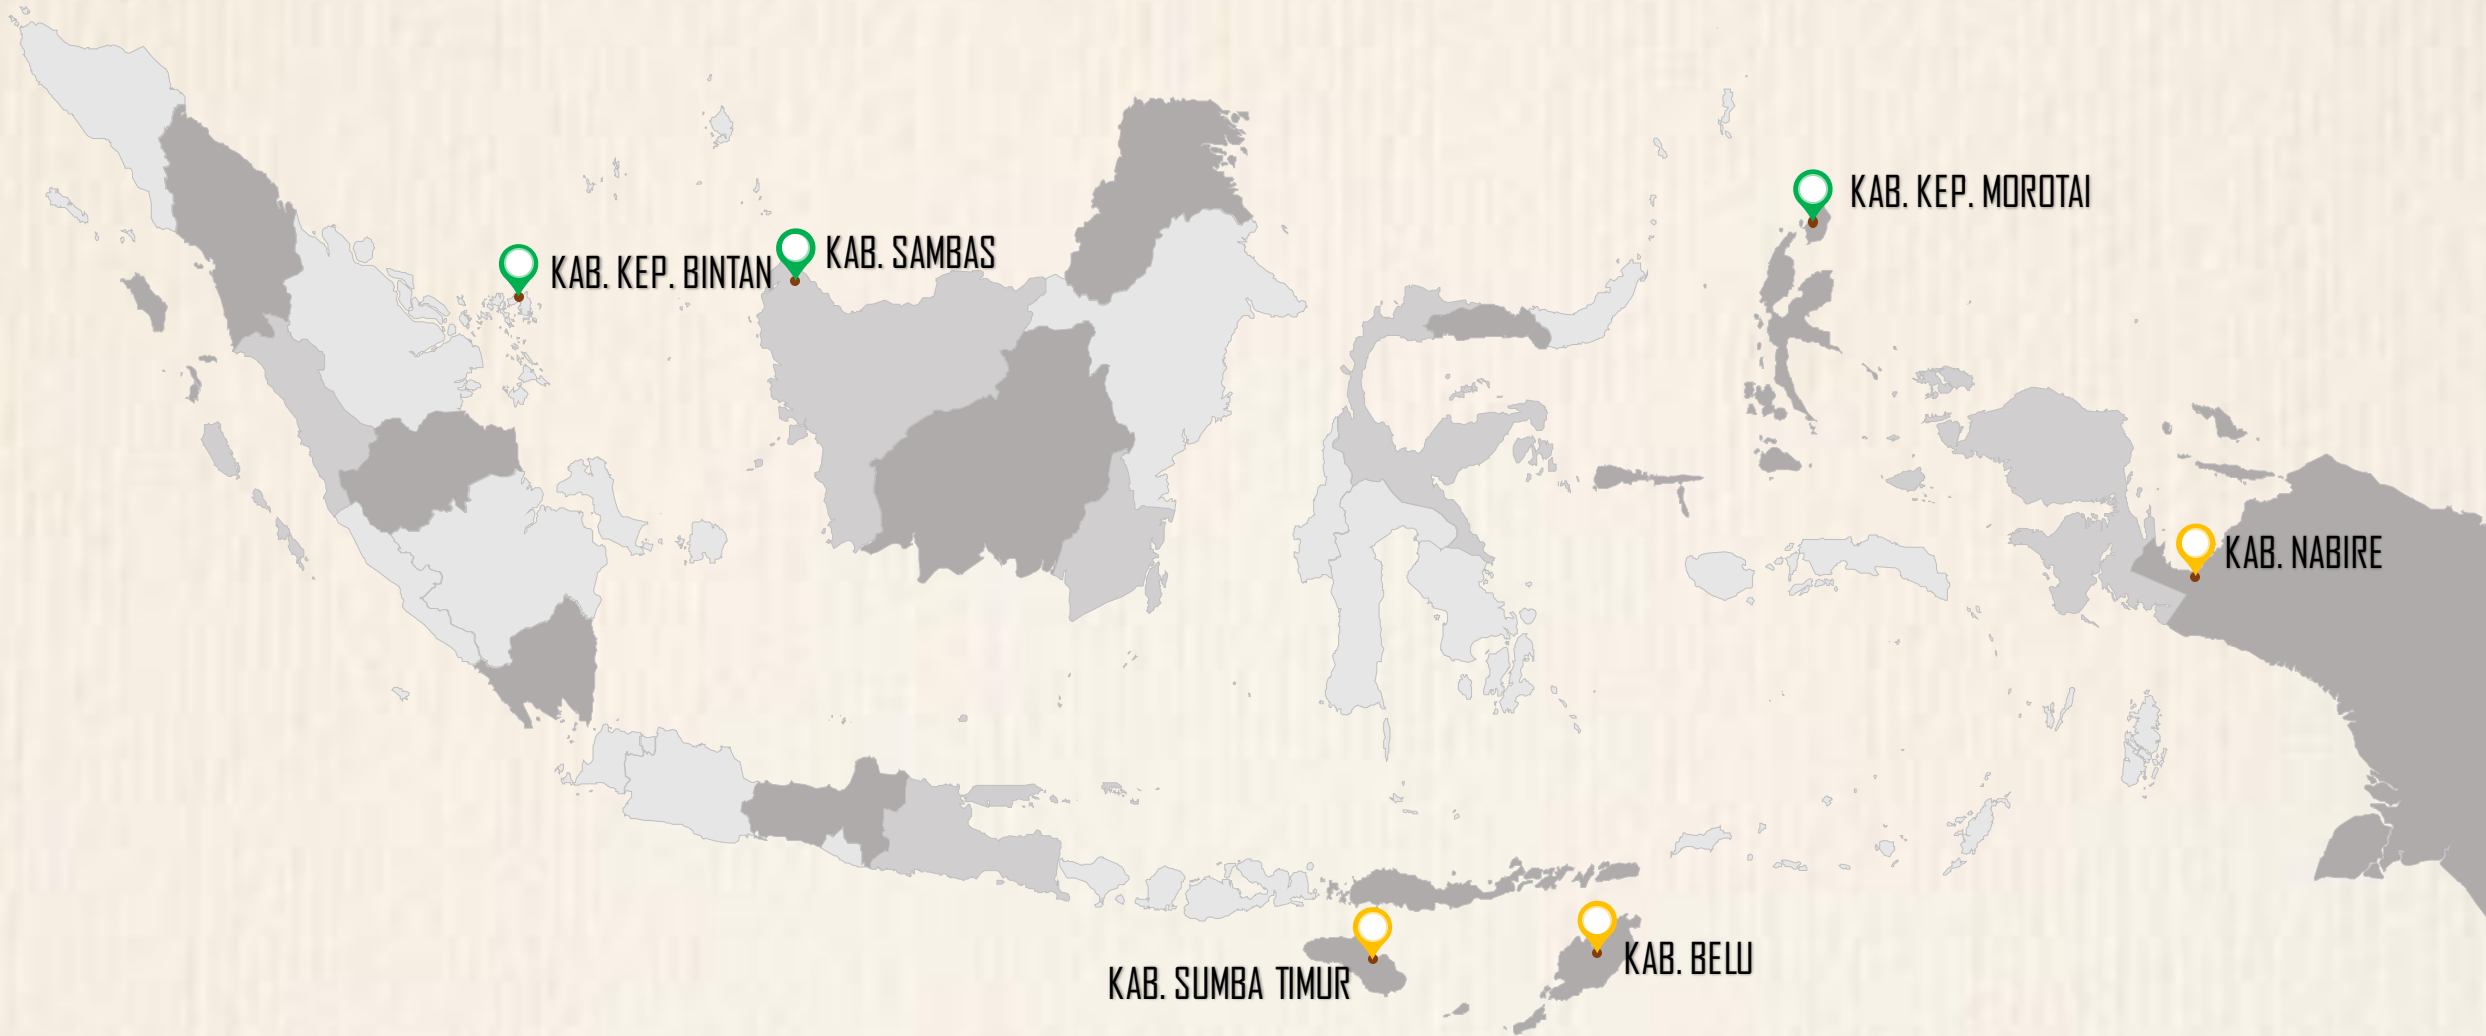 KAB. KEP. MOROTAI
KAB. SAMBAS
KAB. KEP. BINTAN
KAB. NABIRE
KAB. BELU
KAB. SUMBA TIMUR